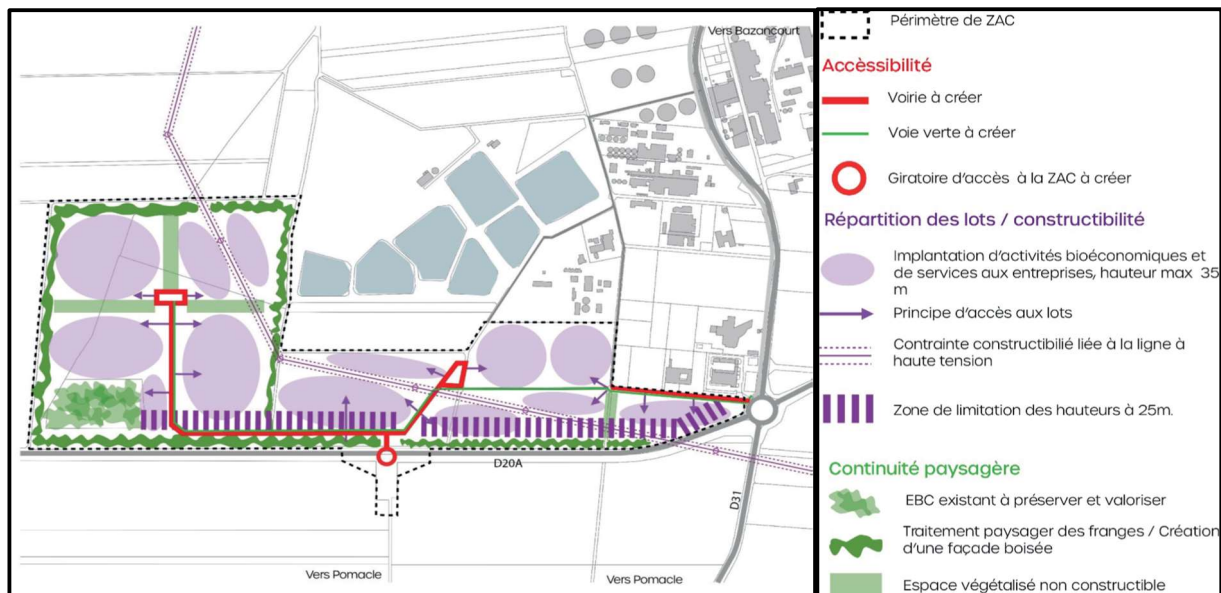 Vers Bazancourt
D20A
D31
Vers Pomacle
Vers Pomacle
Périmètre de ZAC
Accèssibilité
Voirie à créer
Voie verte à créer
Giratoire d'accès à la ZAC à créer
Répartition des lots / constructibilité
Implantation d'activités bioéconomiques et
de services aux entreprises, hauteur max 35
m
Principe d'accès aux lots
Contrainte constructibilié liée à la ligne à
haute tension
Zone de limitation des hauteurs à 25m.
Continuité paysagère
EBC existant à préserver et valoriser
Traitement paysager des franges / Création
d'une façade boisée
Espace végétalisé non constructible